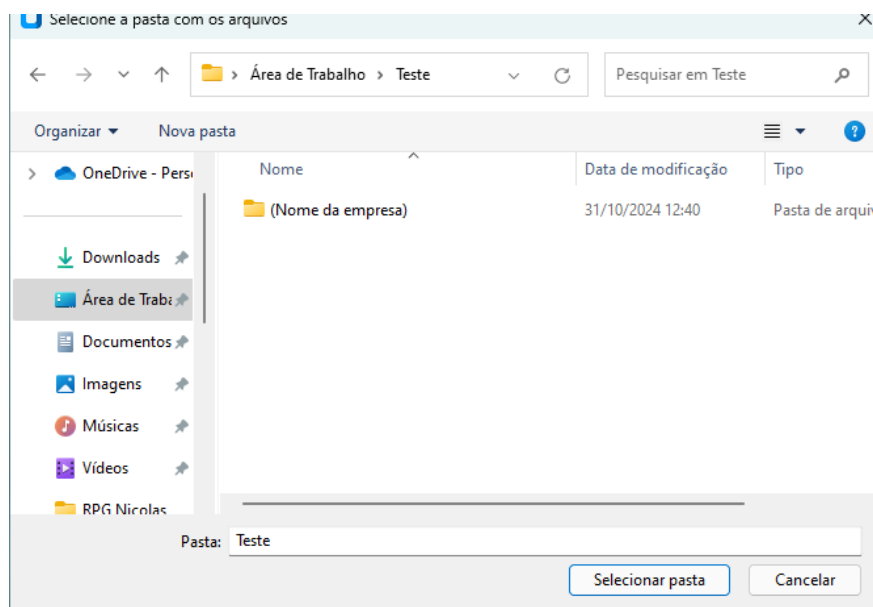 Selecione a pasta com os arquivos
Área de Trabalho > Teste
Pesquisar em Teste
Organizar
Nova pasta
OneDrive - Pers
Nome
Data de modificação
Tipo
(Nome da empresa)
31/10/2024 12:40
Pasta de arqui
Downloads
Área de Traba
Documentos
Imagens
Músicas
Vídeos
RPG Nicolas
Pasta: Teste
Selecionar pasta
Cancelar